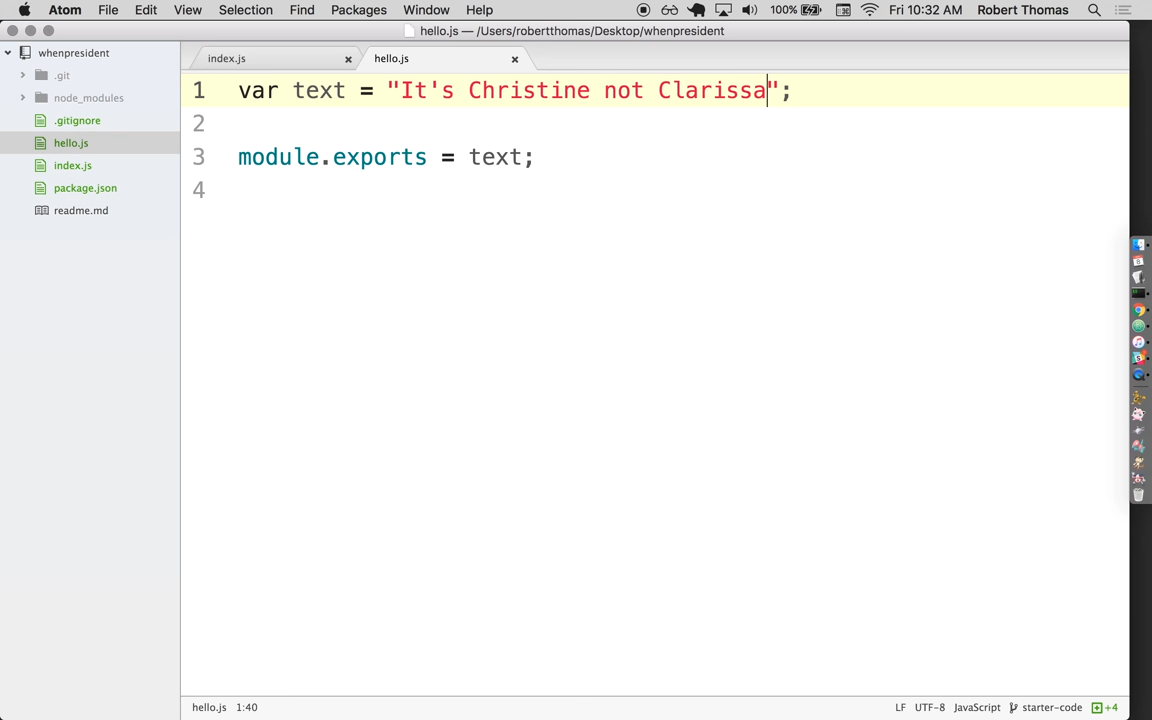 Atom File Edit View Selection Find Packages Window Help 100% Fri 10:32 AM Robert Thomas
hello.js — /Users/robertthomas/Desktop/whenpresident
whenpresident
.git
node_modules
.gitignore
hello.js
index.js
package.json
readme.md
index.js hello.js
1 var text = "It's Christine not Clarissa";
2
3 module.exports = text;
4
hello.js 1:40 LF UTF-8 JavaScript starter-code +4